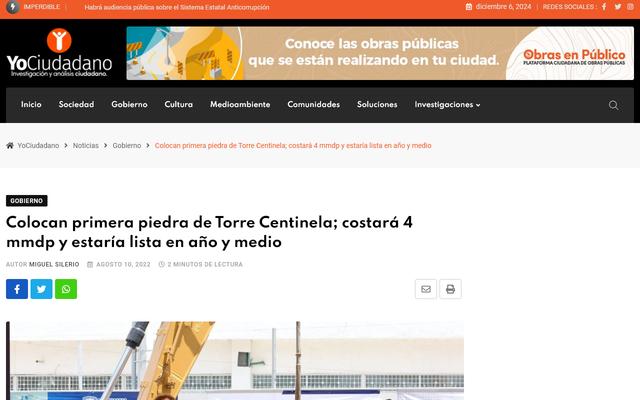 IMPERDIBLE
Habrá audiencia pública sobre el Sistema Estatal Anticorrupción
diciembre 6, 2024
REDES SOCIALES :
YoCiudadano
Investigación y análisis ciudadano.
Conoce las obras públicas
que se están realizando en tu ciudad.
Obras en Público
PLATAFORMA CIUDADANA DE OBRAS PÚBLICAS
Inicio Sociedad Gobierno Cultura Medioambiente Comunidades Soluciones Investigaciones
YoCiudadano > Noticias > Gobierno > Colocan primera piedra de Torre Centinela; costará 4 mmdp y estaría lista en año y medio
GOBIERNO
Colocan primera piedra de Torre Centinela; costará 4
mmdp y estaría lista en año y medio
AUTOR MIGUEL SILERIO AGOSTO 10, 2022 2 MINUTOS DE LECTURA